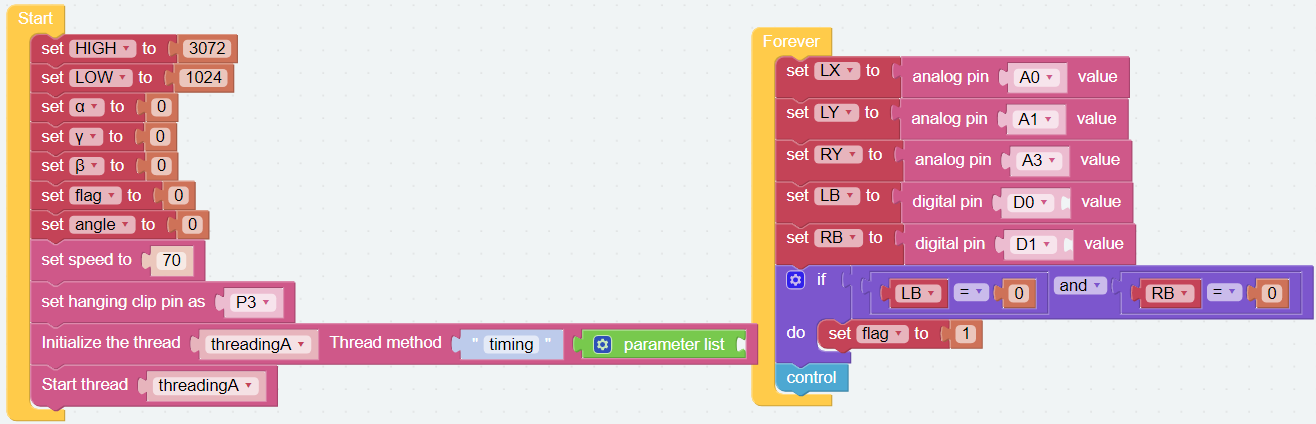 Start
set HIGH to 3072
set LOW to 1024
set α to 0
set γ to 0
set β to 0
set flag to 0
set angle to 0
set speed to 70
set hanging clip pin as P3
Initialize the thread threadingA Thread method " timing " parameter list
Start thread threadingA
Forever
set LX to analog pin A0 value
set LY to analog pin A1 value
set RY to analog pin A3 value
set LB to digital pin D0 value
set RB to digital pin D1 value
if LB = 0 and RB = 0
do set flag to 1
control